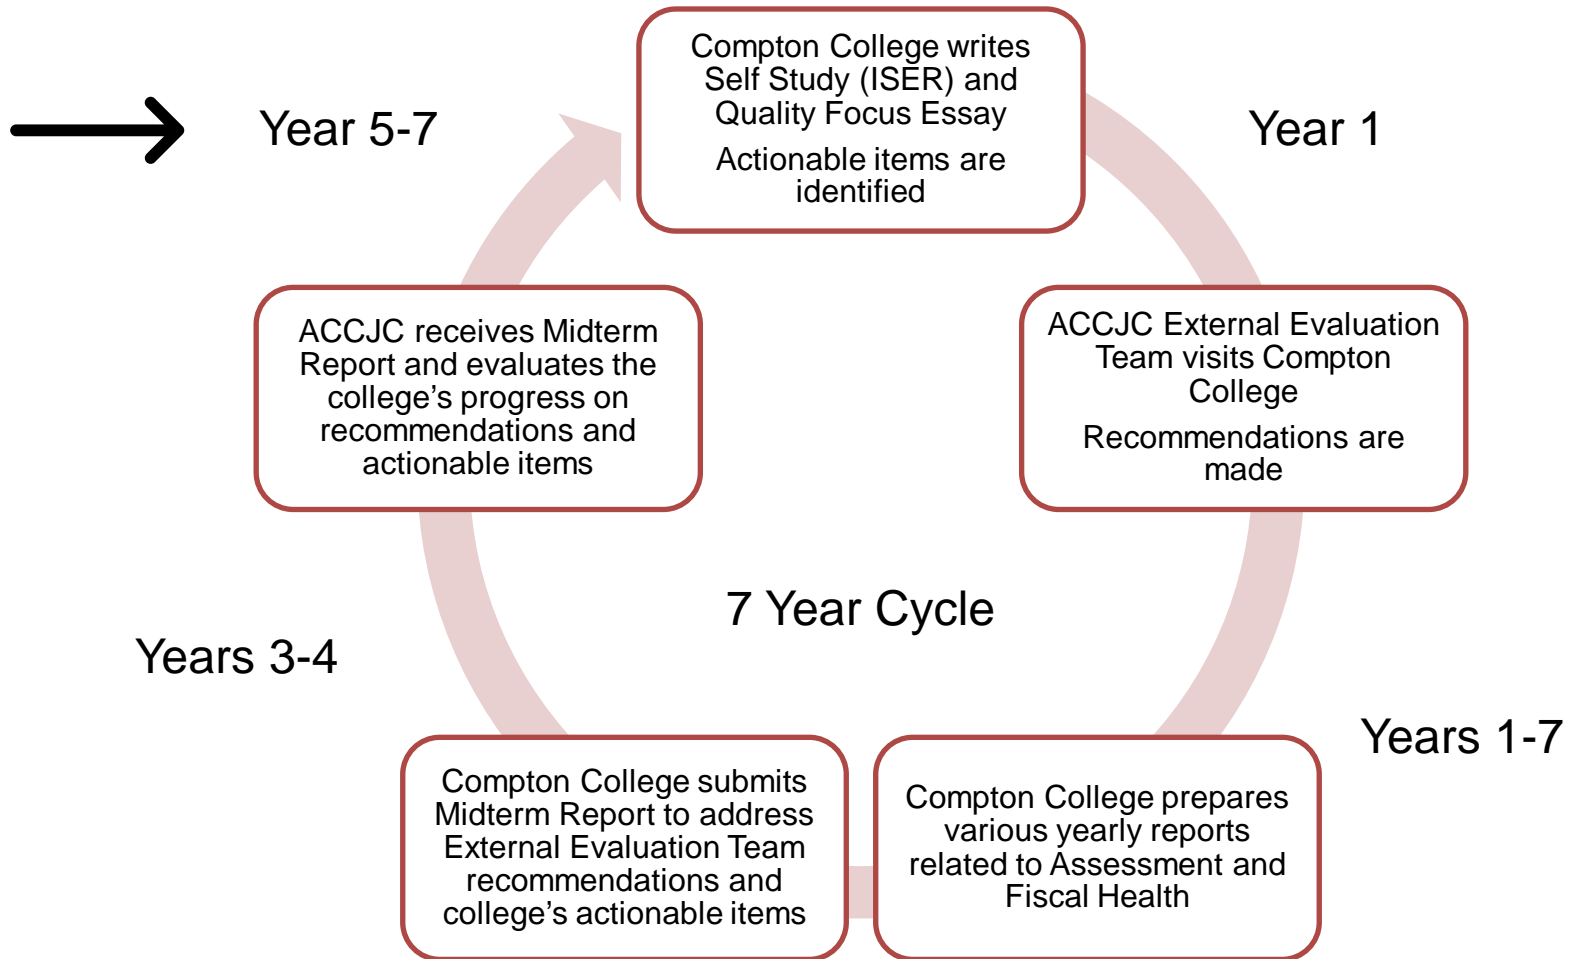 Compton College writes
Self Study (ISER) and
Quality Focus Essay
Actionable items are
identified
Year 1
ACCJC External Evaluation
Team visits Compton
College
Recommendations are
made
Years 1-7
Compton College prepares
various yearly reports
related to Assessment and
Fiscal Health
Compton College submits
Midterm Report to address
External Evaluation Team
recommendations and
college’s actionable items
Years 3-4
ACCJC receives Midterm
Report and evaluates the
college’s progress on
recommendations and
actionable items
Year 5-7
7 Year Cycle